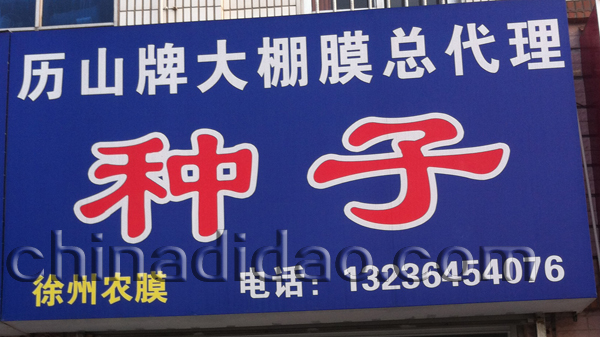 历山牌大棚膜总代理
种子
chinadidao.com
徐州农膜 电话：13236454076